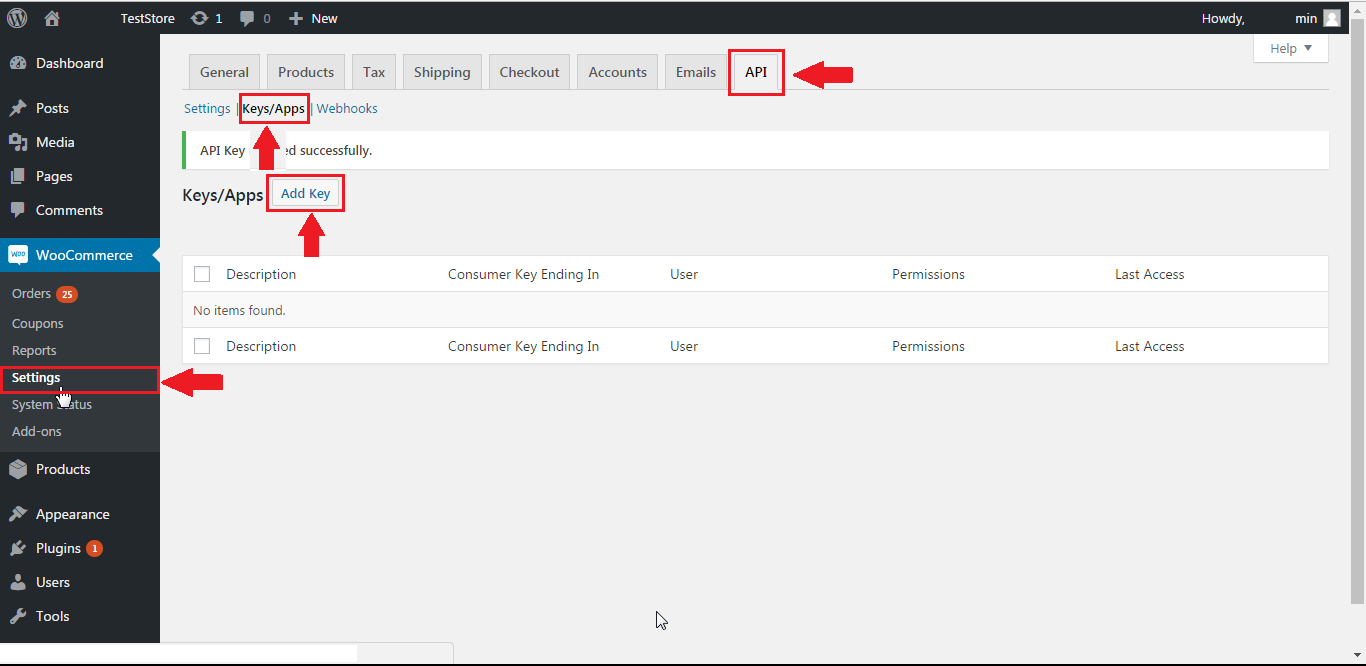 TestStore 1 0 New Howdy, min
Help
Dashboard
Posts
Media
Pages
Comments
WooCommerce
Orders 25
Coupons
Reports
Settings
System Status
Add-ons
Products
Appearance
Plugins 1
Users
Tools
General Products Tax Shipping Checkout Accounts Emails API
Settings | Keys/Apps | Webhooks
API Key successfully.
Keys/Apps Add Key
Description Consumer Key Ending In User Permissions Last Access
No items found.
Description Consumer Key Ending In User Permissions Last Access